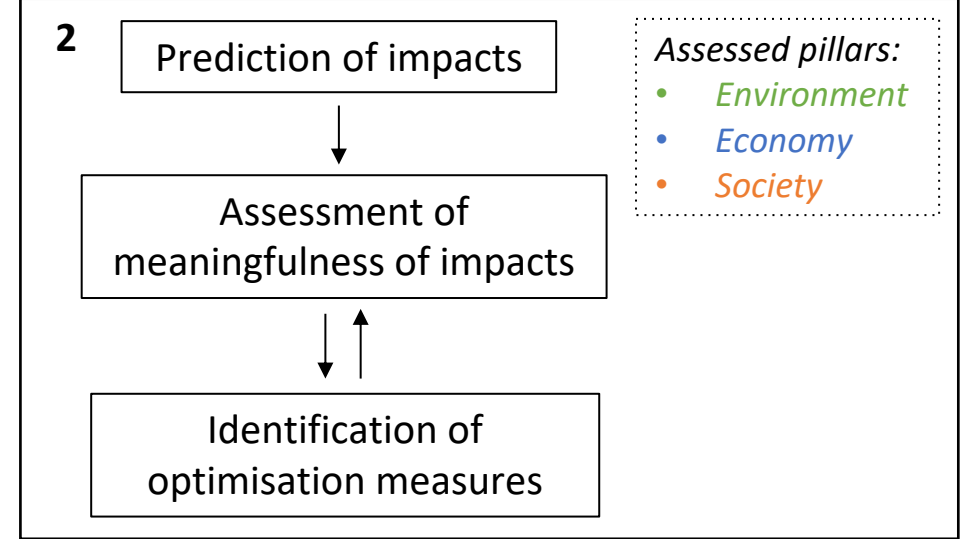 2
Prediction of impacts
Assessed pillars:
• Environment
• Economy
• Society
Assessment of
meaningfulness of impacts
Identification of
optimisation measures